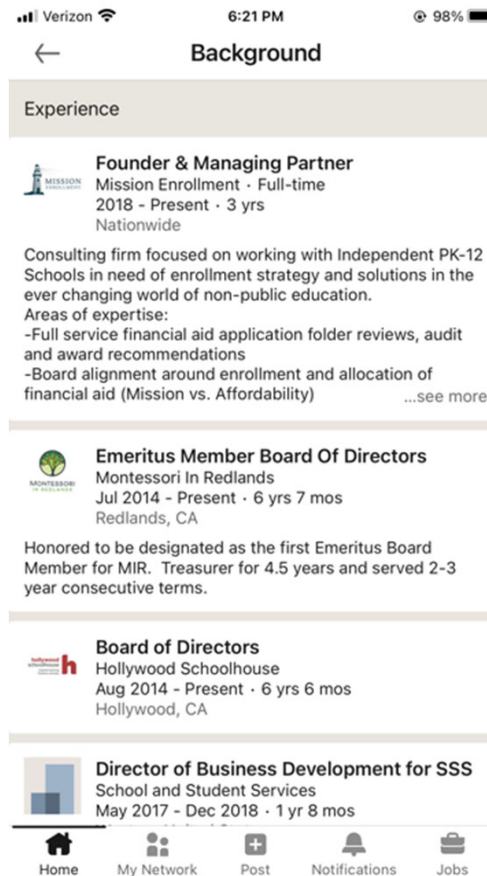 Verizon 6:21 PM 98%
Background
Experience
MISSION
ENROLLMENT
Founder & Managing Partner
Mission Enrollment · Full-time
2018 - Present · 3 yrs
Nationwide
Consulting firm focused on working with Independent PK-12
Schools in need of enrollment strategy and solutions in the
ever changing world of non-public education.
Areas of expertise:
-Full service financial aid application folder reviews, audit
and award recommendations
-Board alignment around enrollment and allocation of
financial aid (Mission vs. Affordability) ...see more
MONTESSORI
IN REDLANDS
Emeritus Member Board Of Directors
Montessori In Redlands
Jul 2014 - Present · 6 yrs 7 mos
Redlands, CA
Honored to be designated as the first Emeritus Board
Member for MIR. Treasurer for 4.5 years and served 2-3
year consecutive terms.
hollywood
schoolhouse
h
Board of Directors
Hollywood Schoolhouse
Aug 2014 - Present · 6 yrs 6 mos
Hollywood, CA
Director of Business Development for SSS
School and Student Services
May 2017 - Dec 2018 · 1 yr 8 mos
Home My Network Post Notifications Jobs